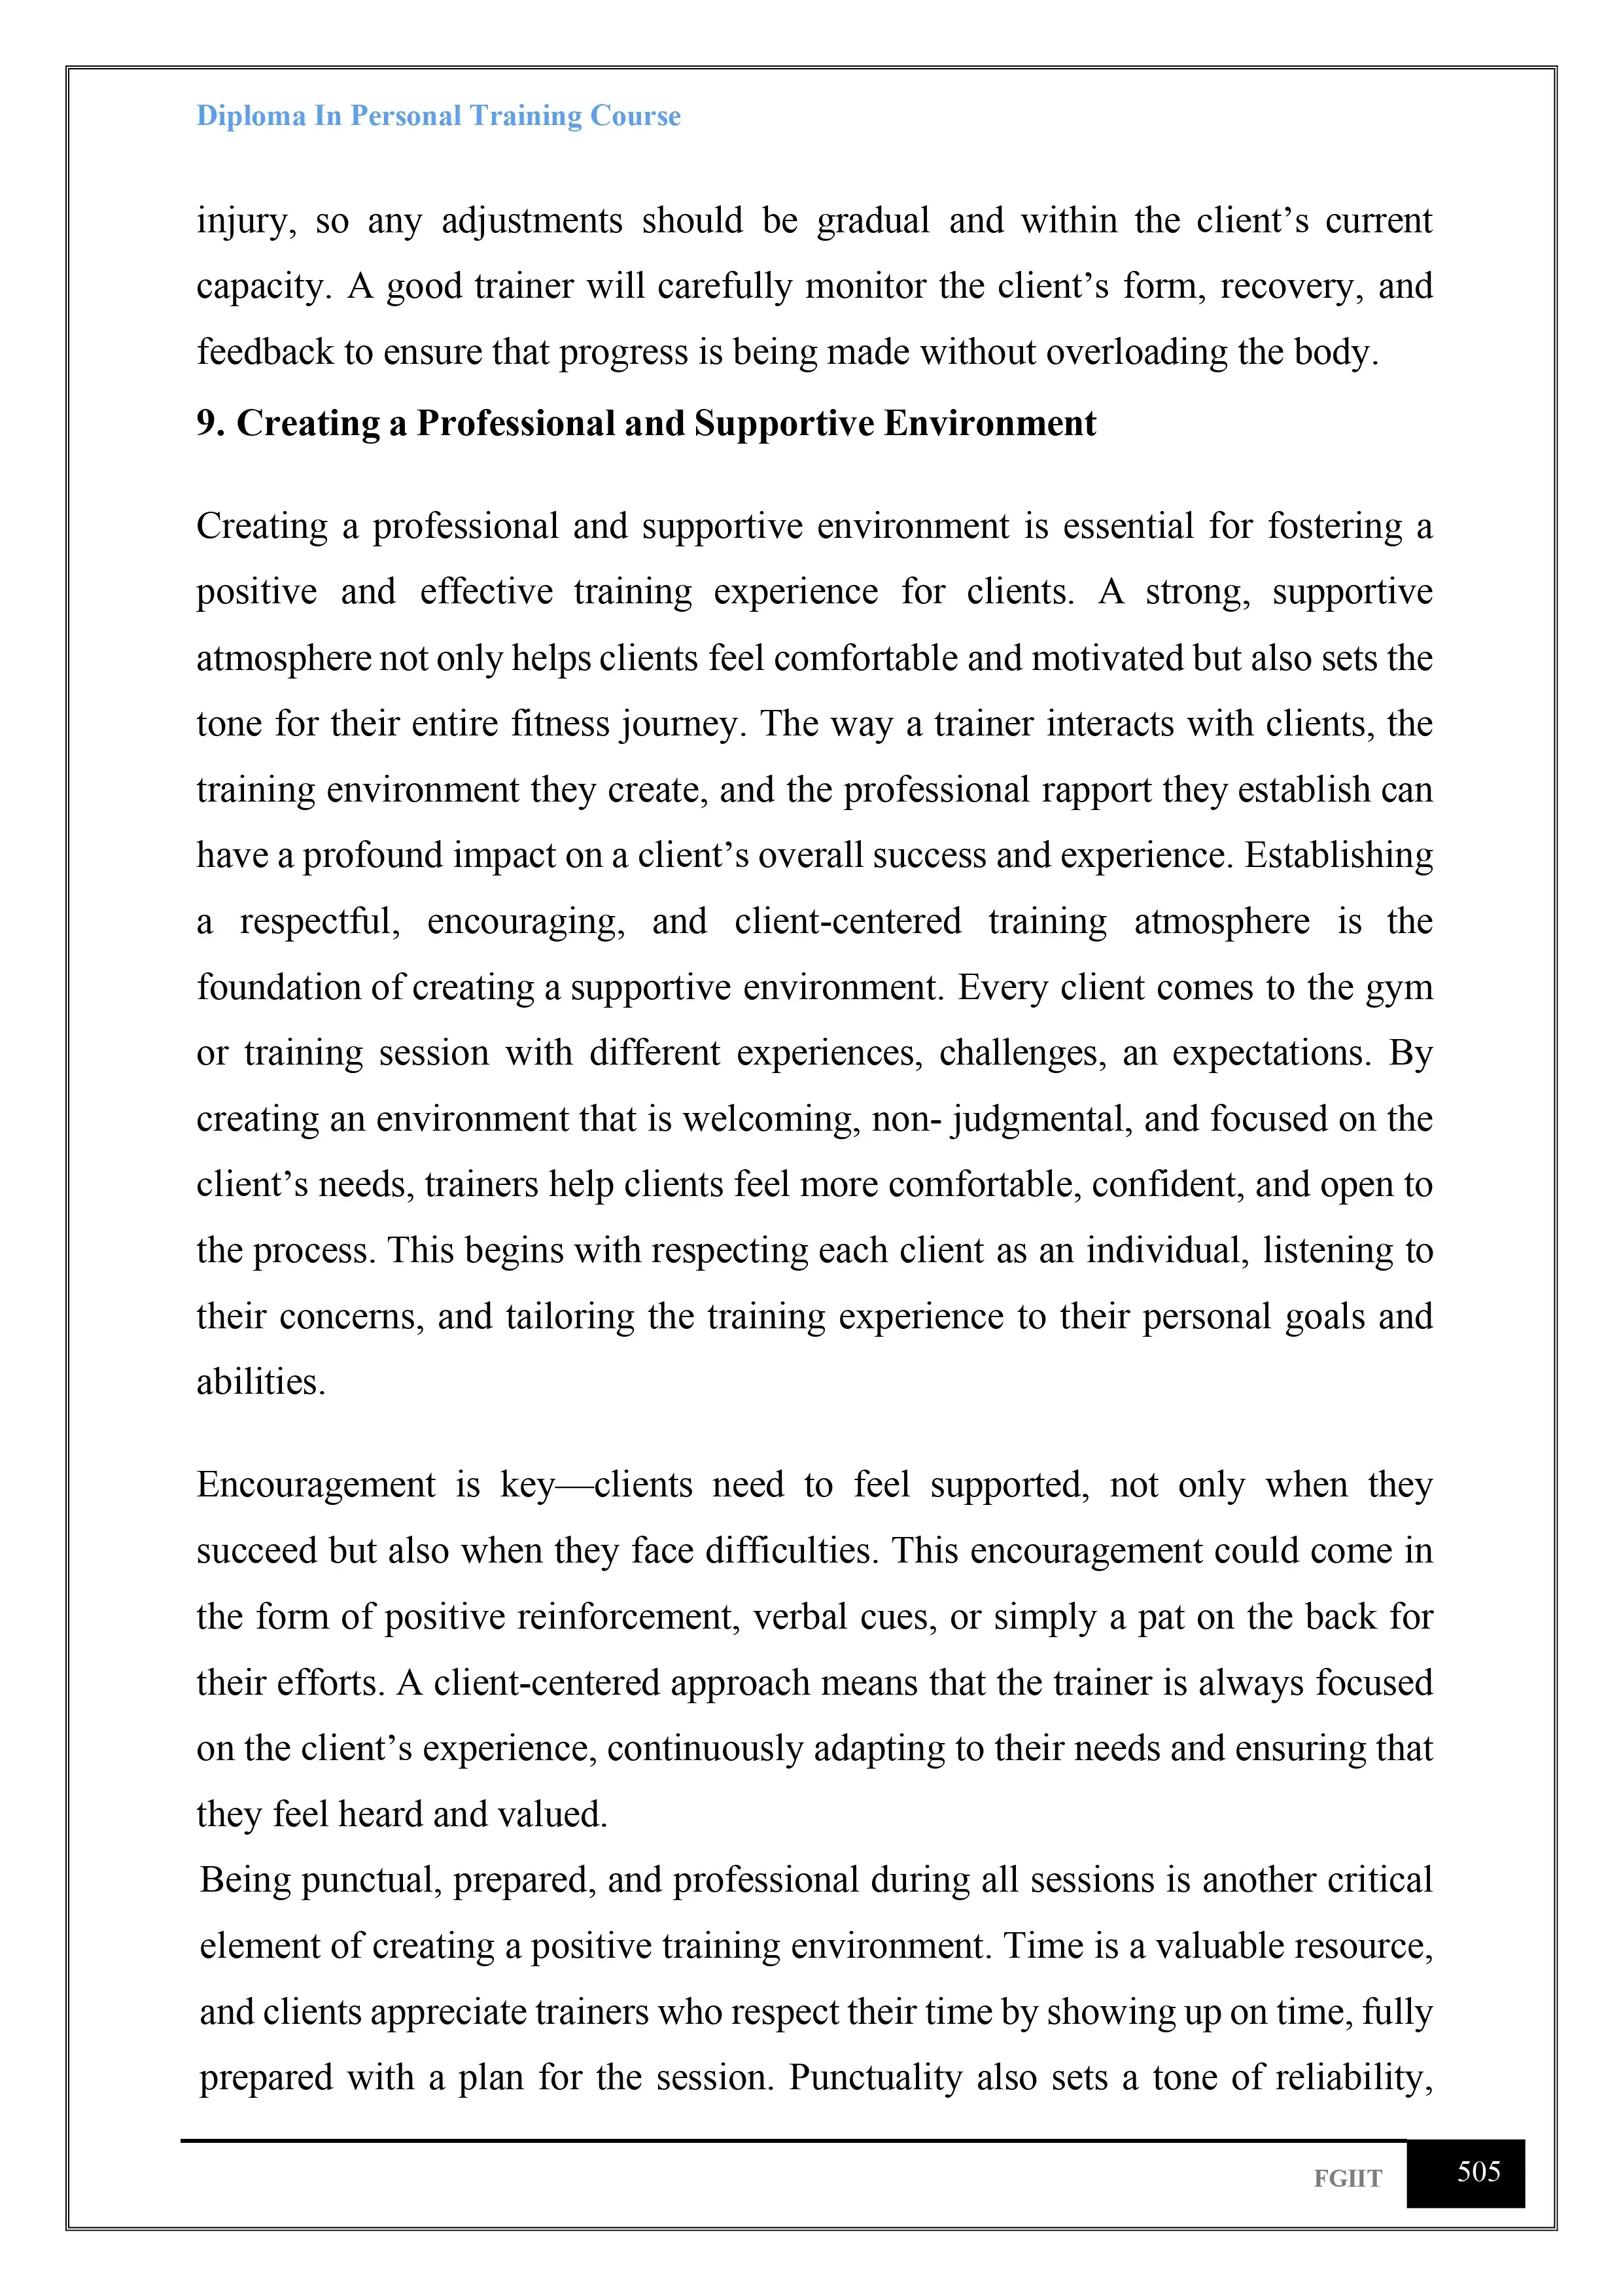 Diploma In Personal Training Course
injury, so any adjustments should be gradual and within the client’s current
capacity. A good trainer will carefully monitor the client’s form, recovery, and
feedback to ensure that progress is being made without overloading the body.
9. Creating a Professional and Supportive Environment
Creating a professional and supportive environment is essential for fostering a
positive and effective training experience for clients. A strong, supportive
atmosphere not only helps clients feel comfortable and motivated but also sets the
tone for their entire fitness journey. The way a trainer interacts with clients, the
training environment they create, and the professional rapport they establish can
have a profound impact on a client’s overall success and experience. Establishing
a respectful, encouraging, and client-centered training atmosphere is the
foundation of creating a supportive environment. Every client comes to the gym
or training session with different experiences, challenges, an expectations. By
creating an environment that is welcoming, non- judgmental, and focused on the
client’s needs, trainers help clients feel more comfortable, confident, and open to
the process. This begins with respecting each client as an individual, listening to
their concerns, and tailoring the training experience to their personal goals and
abilities.
Encouragement is key—clients need to feel supported, not only when they
succeed but also when they face difficulties. This encouragement could come in
the form of positive reinforcement, verbal cues, or simply a pat on the back for
their efforts. A client-centered approach means that the trainer is always focused
on the client’s experience, continuously adapting to their needs and ensuring that
they feel heard and valued.
Being punctual, prepared, and professional during all sessions is another critical
element of creating a positive training environment. Time is a valuable resource,
and clients appreciate trainers who respect their time by showing up on time, fully
prepared with a plan for the session. Punctuality also sets a tone of reliability,
FGIIT 505